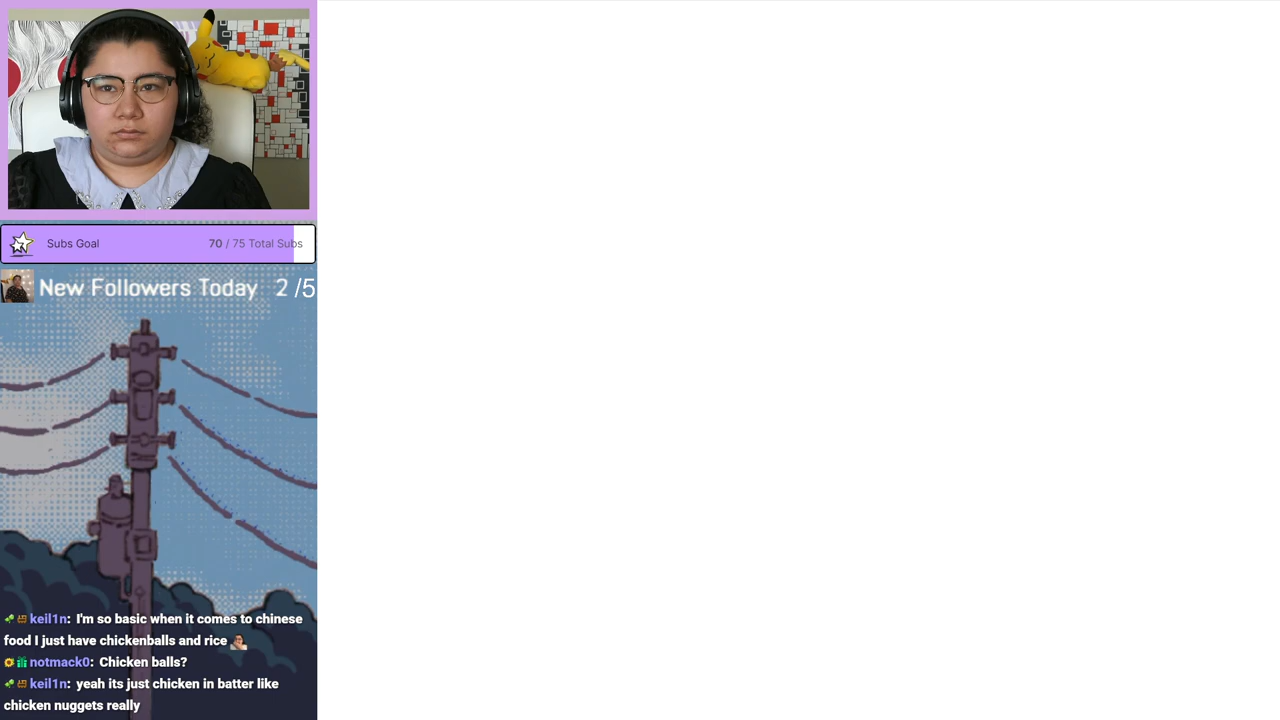 Subs Goal 70 / 75 Total Subs
New Followers Today 2 /5
keil1n: I'm so basic when it comes to chinese
food I just have chickenballs and rice
notmack0: Chicken balls?
keil1n: yeah its just chicken in batter like
chicken nuggets really